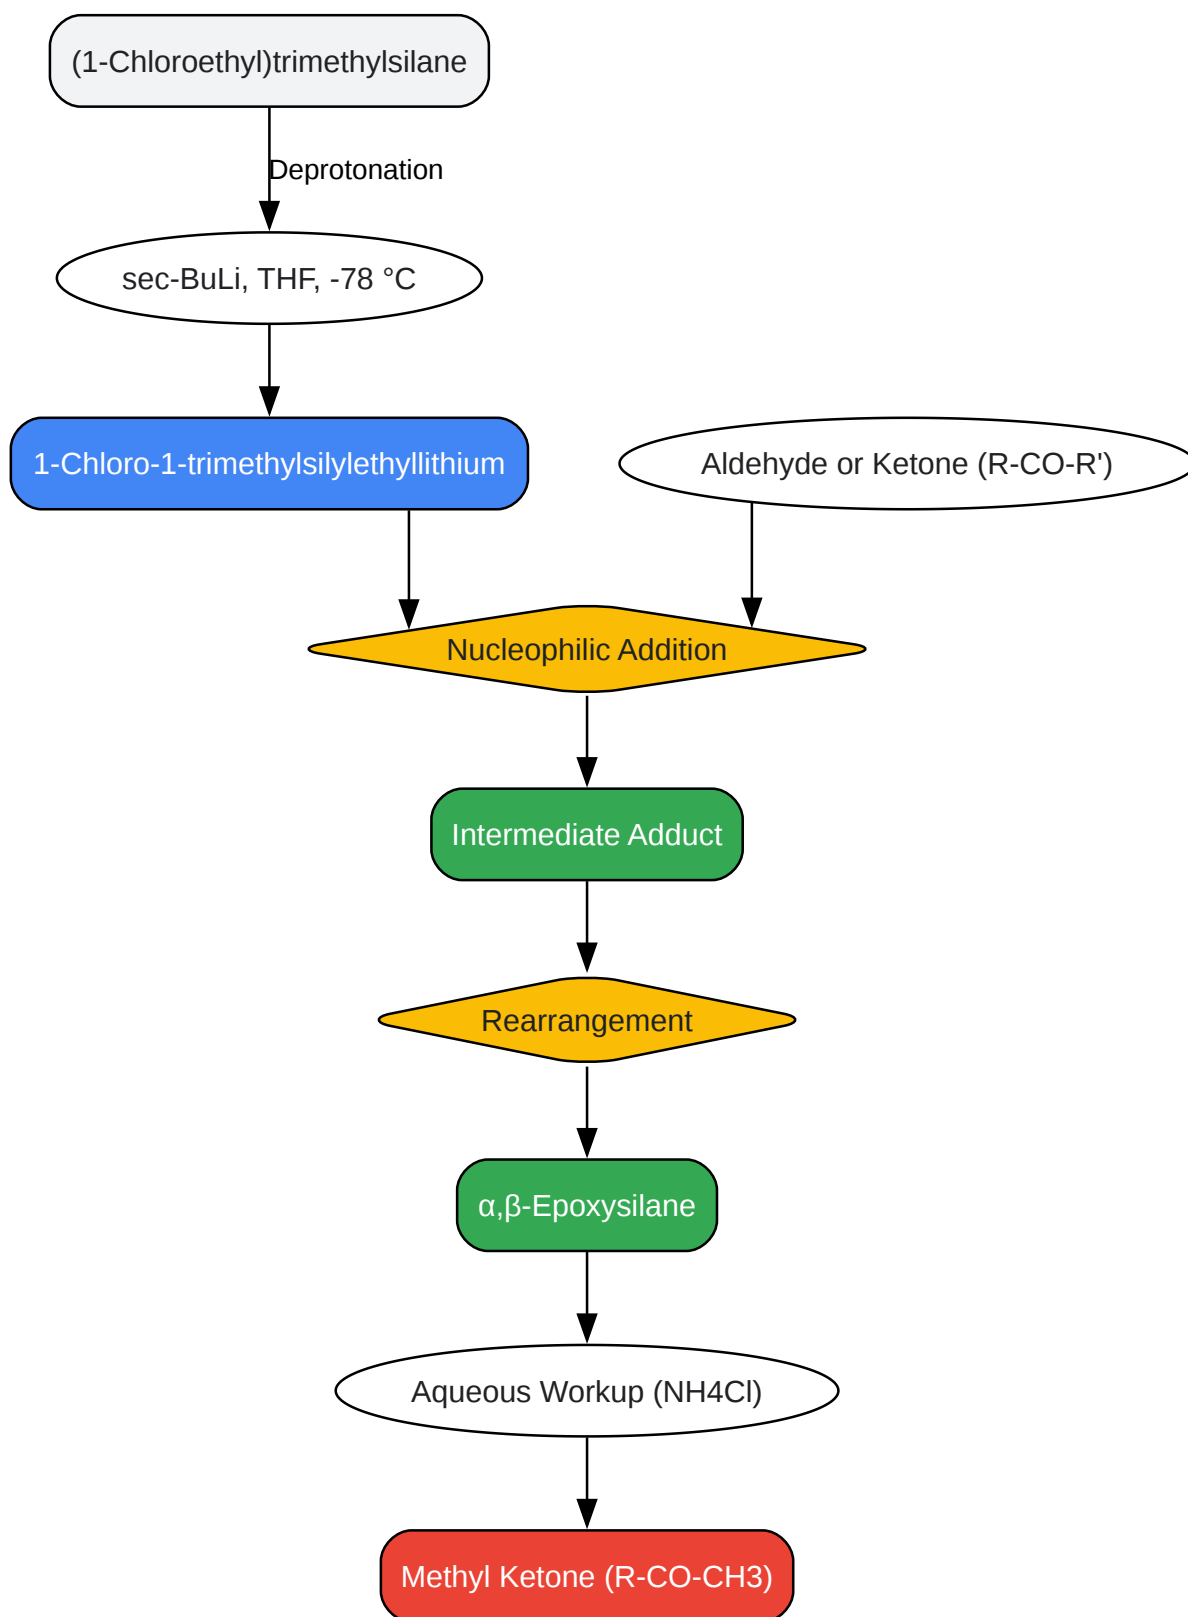 (1-Chloroethyl)trimethylsilane
Deprotonation
sec-BuLi, THF, -78 °C
1-Chloro-1-trimethylsilylethyllithium
Aldehyde or Ketone (R-CO-R')
Nucleophilic Addition
Intermediate Adduct
Rearrangement
α,β-Epoxysilane
Aqueous Workup (NH4Cl)
Methyl Ketone (R-CO-CH3)